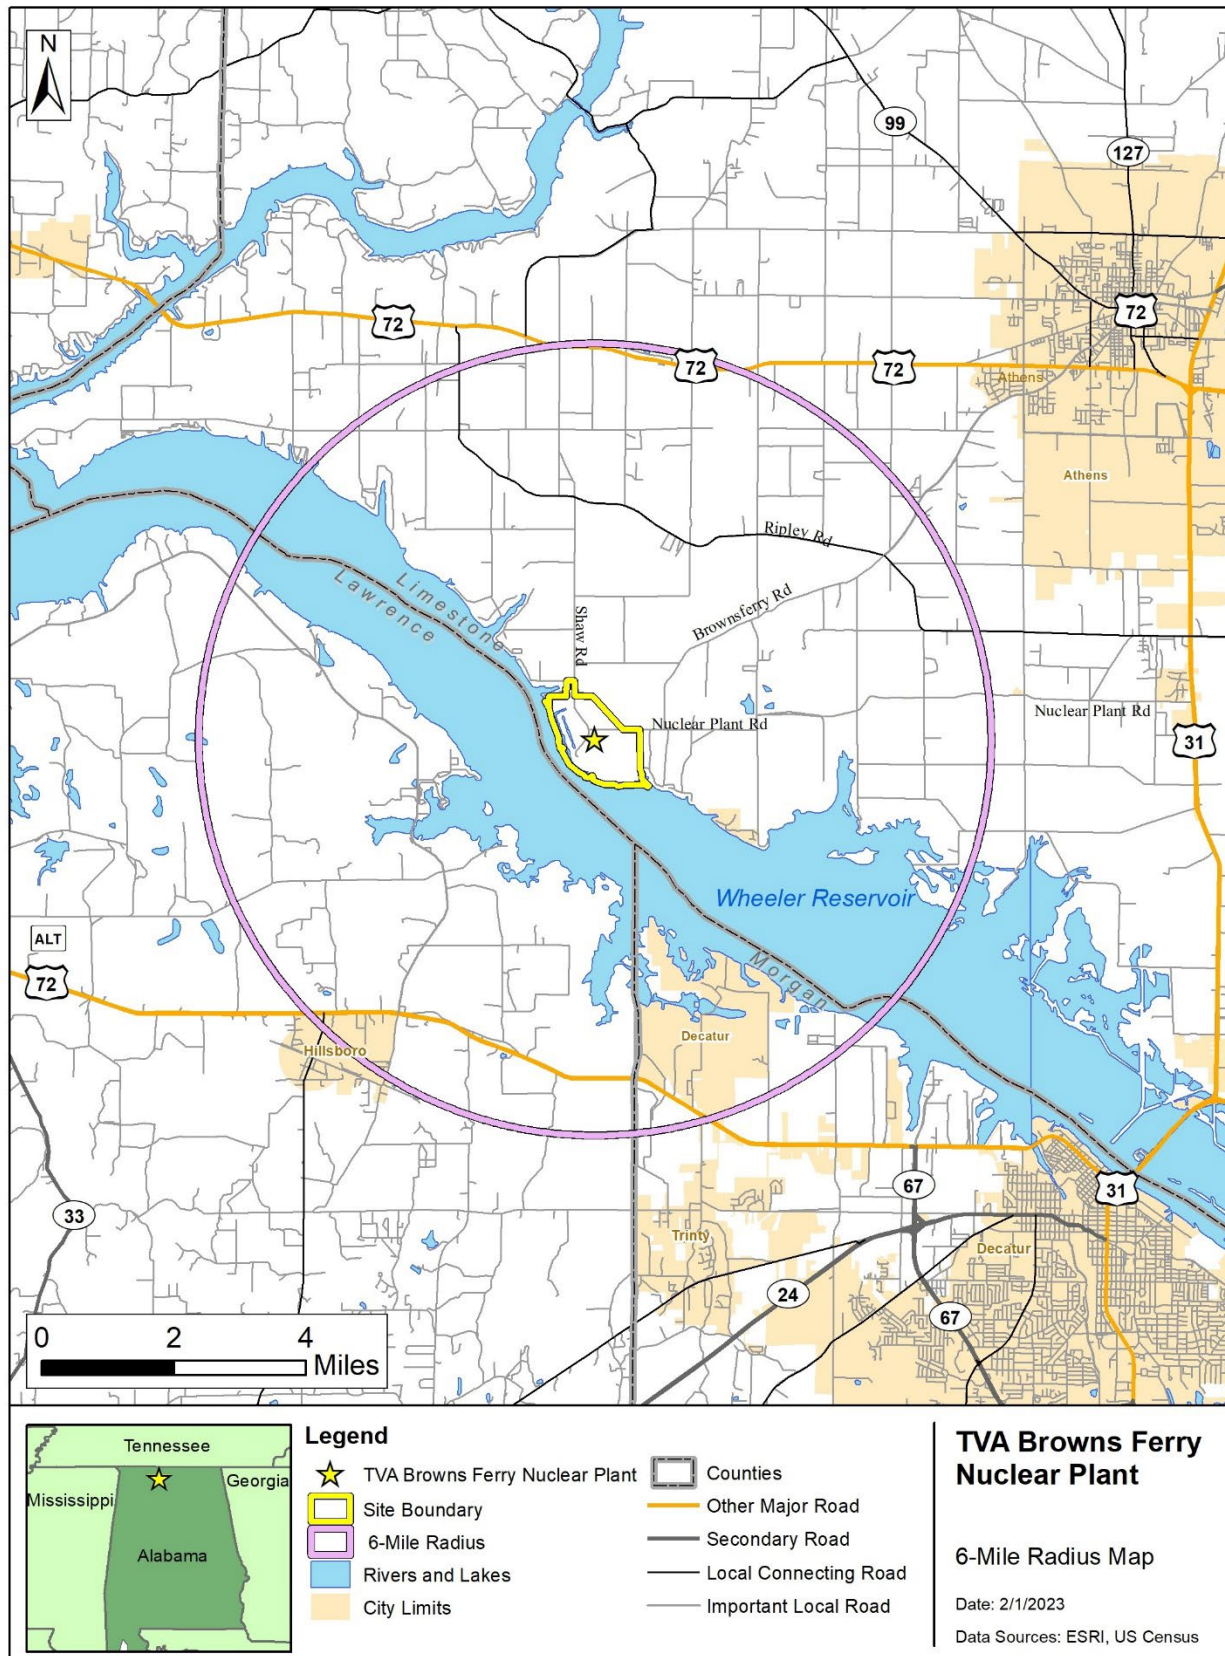 N
99
127
72
72
72
72
Athens
Athens
Ripley Rd
Limestone
Lawrence
Brownsferry Rd
Shaw Rd
Nuclear Plant Rd
Nuclear Plant Rd
31
Wheeler Reservoir
ALT
72
Morgan
Decatur
Hillsboro
67
31
33
Trinty
Decatur
24
67
0 2 4
Miles
Tennessee
Georgia
Mississippi
Alabama
Legend
TVA Browns Ferry Nuclear Plant
Site Boundary
6-Mile Radius
Rivers and Lakes
City Limits
Counties
Other Major Road
Secondary Road
Local Connecting Road
Important Local Road
TVA Browns Ferry
Nuclear Plant
6-Mile Radius Map
Date: 2/1/2023
Data Sources: ESRI, US Census